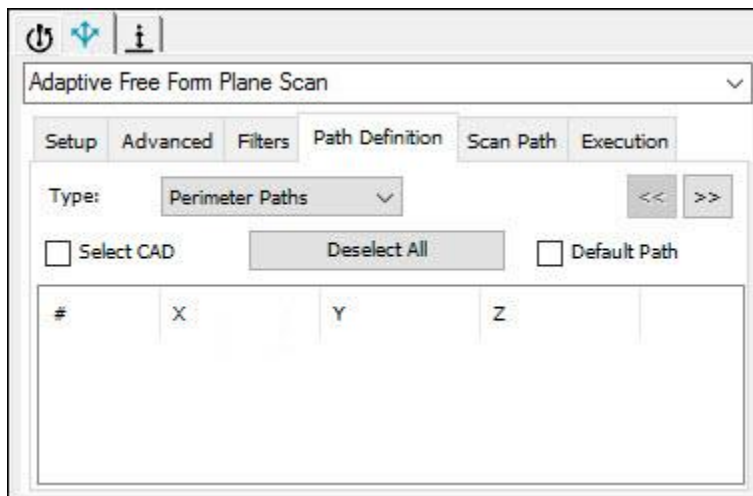 Adaptive Free Form Plane Scan
Setup Advanced Filters Path Definition Scan Path Execution
Type: Perimeter Paths << >>
Select CAD Deselect All Default Path
# X Y Z